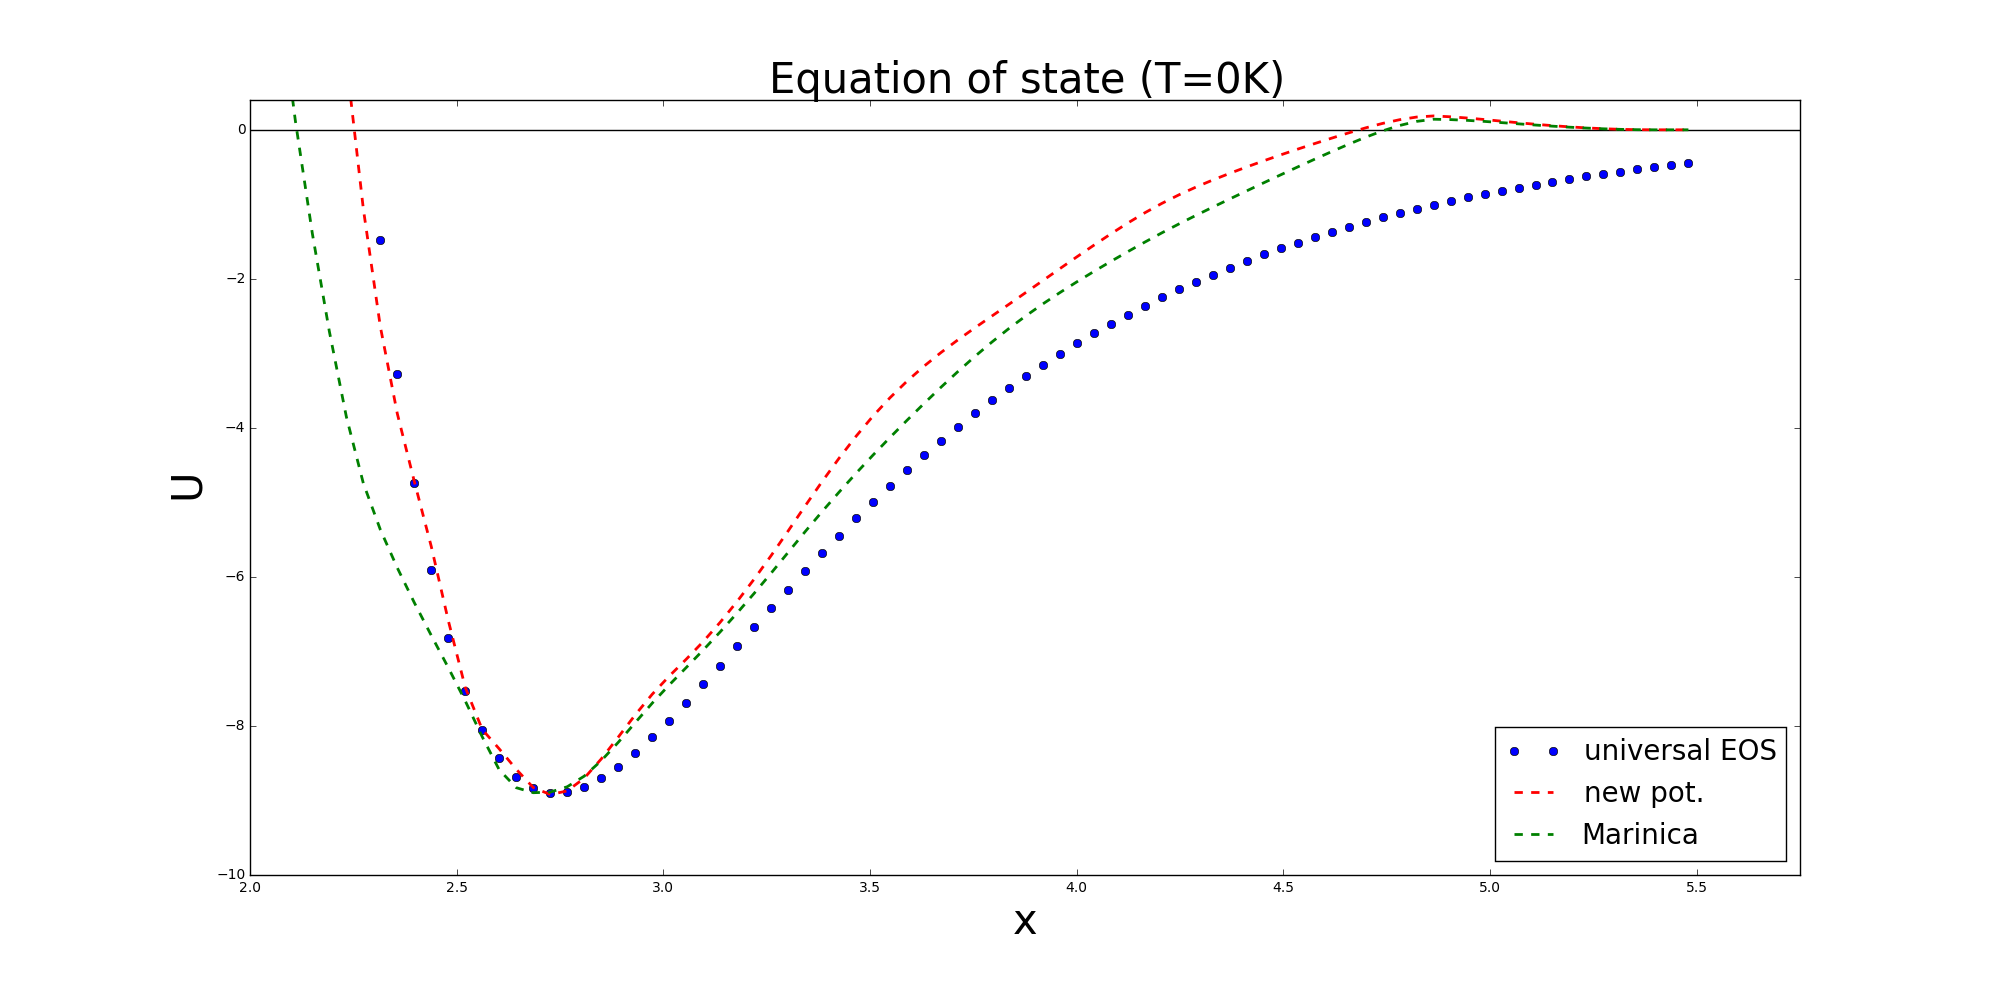 Equation of state (T=0K)
U
0
−2
−4
−6
−8
−10
2.0 2.5 3.0 3.5 4.0 4.5 5.0 5.5
x
universal EOS
new pot.
Marinica